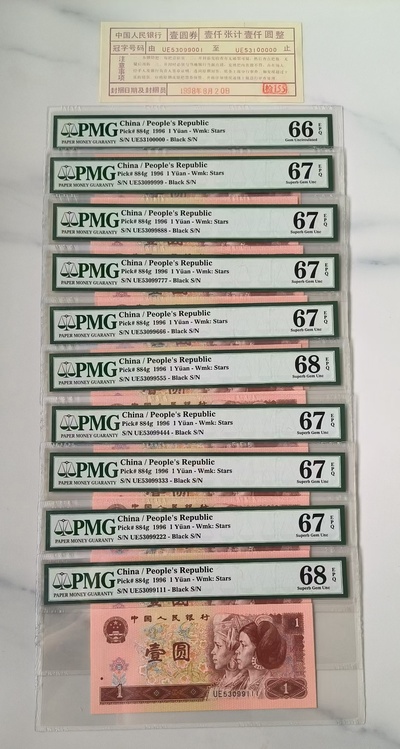 中国人民银行 壹圆券 壹仟张计壹仟圆整
冠字号码 由 UE53099001 至 UE53100000 止
注意事项
封捆日期及封捆员
PMG
PAPER MONEY GUARANTY
China / People's Republic
Pick# 884g 1996 1 Yüan - Wmk: Stars
S/N UE53100000 - Black S/N
66 EPQ
Gem Uncirculated
PMG
PAPER MONEY GUARANTY
China / People's Republic
Pick# 884g 1996 1 Yüan - Wmk: Stars
S/N UE53099999 - Black S/N
67 EPQ
Superb Gem Unc
PMG
PAPER MONEY GUARANTY
China / People's Republic
Pick# 884g 1996 1 Yüan - Wmk: Stars
S/N UE53099888 - Black S/N
67 EPQ
Superb Gem Unc
PMG
PAPER MONEY GUARANTY
China / People's Republic
Pick# 884g 1996 1 Yüan - Wmk: Stars
S/N UE53099777 - Black S/N
67 EPQ
Superb Gem Unc
PMG
PAPER MONEY GUARANTY
China / People's Republic
Pick# 884g 1996 1 Yüan - Wmk: Stars
S/N UE53099666 - Black S/N
67 EPQ
Superb Gem Unc
PMG
PAPER MONEY GUARANTY
China / People's Republic
Pick# 884g 1996 1 Yüan - Wmk: Stars
S/N UE53099555 - Black S/N
68 EPQ
Superb Gem Unc
PMG
PAPER MONEY GUARANTY
China / People's Republic
Pick# 884g 1996 1 Yüan - Wmk: Stars
S/N UE53099444 - Black S/N
67 EPQ
Superb Gem Unc
PMG
PAPER MONEY GUARANTY
China / People's Republic
Pick# 884g 1996 1 Yüan - Wmk: Stars
S/N UE53099333 - Black S/N
67 EPQ
Superb Gem Unc
PMG
PAPER MONEY GUARANTY
China / People's Republic
Pick# 884g 1996 1 Yüan - Wmk: Stars
S/N UE53099222 - Black S/N
67 EPQ
Superb Gem Unc
PMG
PAPER MONEY GUARANTY
China / People's Republic
Pick# 884g 1996 1 Yüan - Wmk: Stars
S/N UE53099111 - Black S/N
68 EPQ
Superb Gem Unc
中国人民银行 1
壹圆
1 UE53099111 1